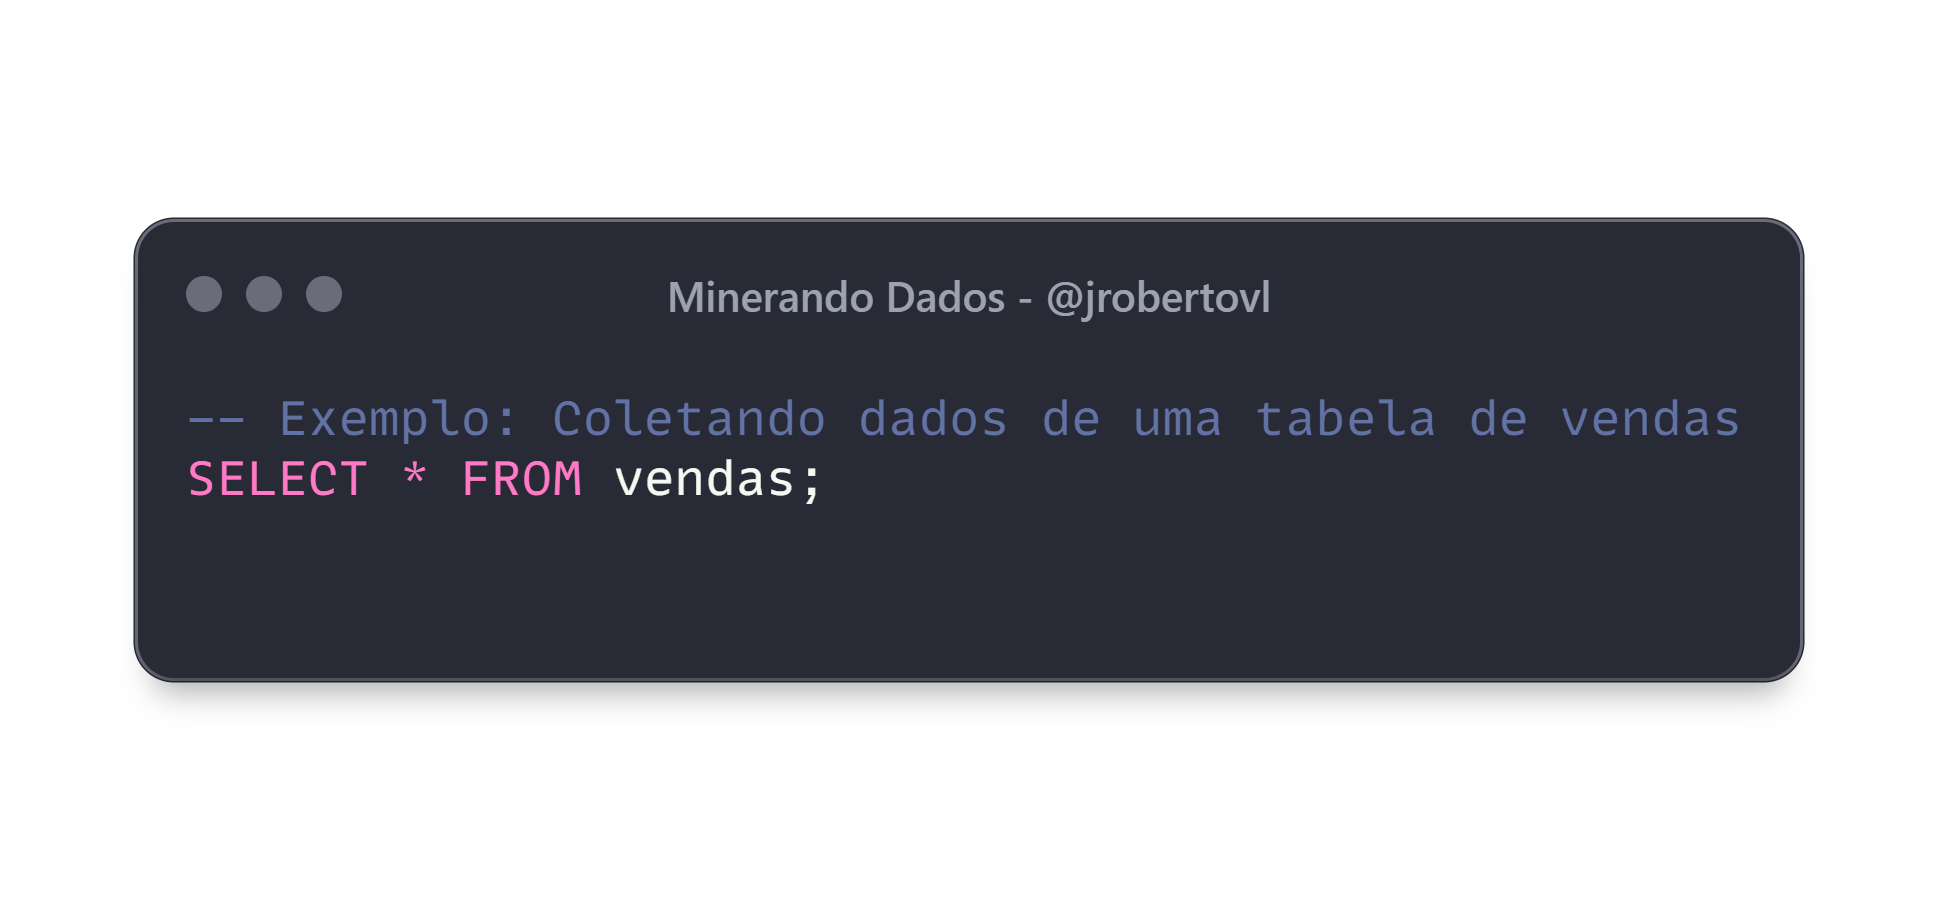 Minerando Dados - @jrobertovl
-- Exemplo: Coletando dados de uma tabela de vendas
SELECT * FROM vendas;